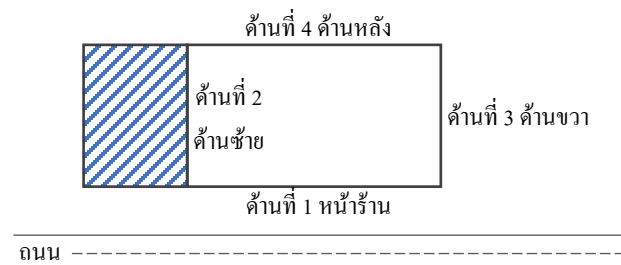 ด้านที่ 4 ด้านหลัง
ด้านที่ 2
ด้านซ้าย
ด้านที่ 3 ด้านขวา
ด้านที่ 1 หน้าร้าน
ถนน